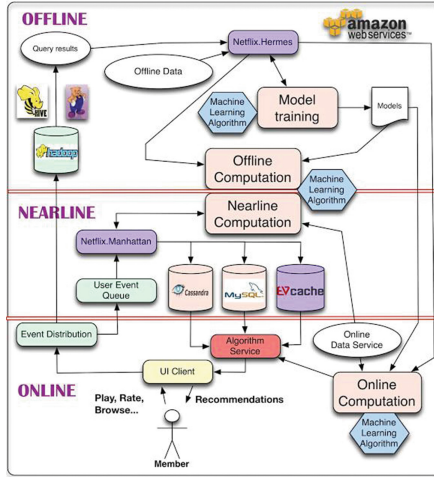 OFFLINE
amazon
web services™
Query results
Netflix.Hermes
Offline Data
HIVE
Machine
Learning
Algorithm
Model
training
Models
hadoop
Offline
Computation
Machine
Learning
Algorithm
NEARLINE
Nearline
Computation
Netflix.Manhattan
User Event
Queue
Cassandra
MySQL
EVcache
Event Distribution
Algorithm
Service
Online
Data Service
ONLINE
UI Client
Online
Computation
Play, Rate,
Browse...
Recommendations
Machine
Learning
Algorithm
Member